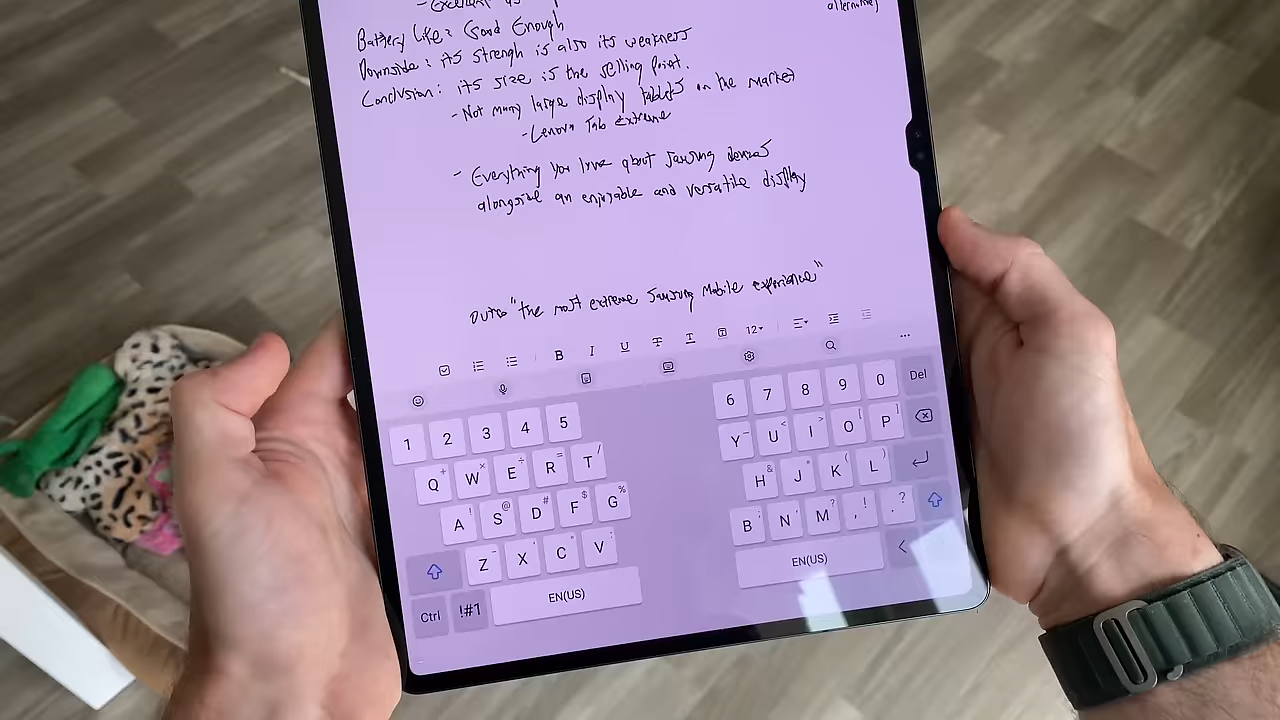 - Excellent
alternative)
Battery Life: Good Enough
Downside: its strength is also its weakness
Conclusion: its size is the selling point.
- Not many large display tablets on the market
- Lenovo Tab Extreme
- Everything you love about Samsung devices
alongside an enjoyable and versatile display
outro "the most extreme Samsung Mobile experience"
B I U T T T 12
1 2 3 4 5 6 7 8 9 0 Del
Q + W × E ÷ R = T / Y _ U < I > O [ P ]
A ! S @ D # F $ G % H & J * K ( L )
Z - X ' C " V : B ; N ' M ? , ! . ?
Ctrl !#1 EN(US) EN(US) <